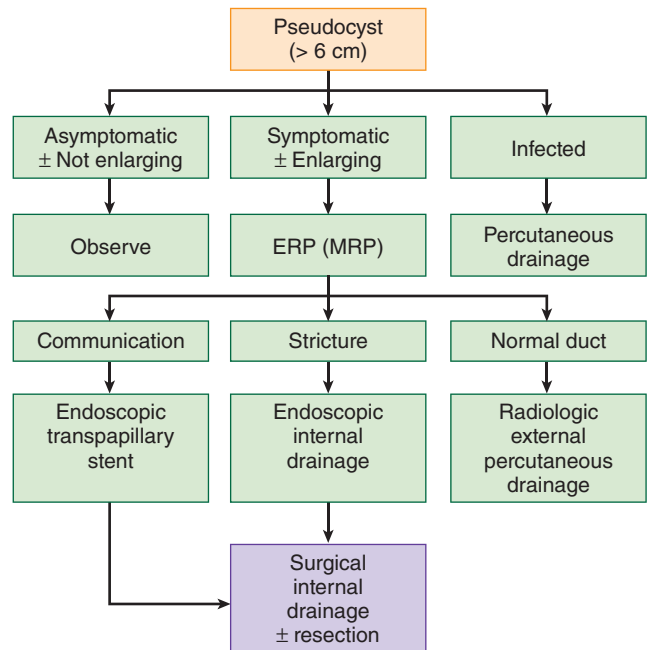 Pseudocyst
(> 6 cm)
Asymptomatic
± Not enlarging
Symptomatic
± Enlarging
Infected
Observe
ERP (MRP)
Percutaneous
drainage
Communication
Stricture
Normal duct
Endoscopic
transpapillary
stent
Endoscopic
internal
drainage
Radiologic
external
percutaneous
drainage
Surgical
internal
drainage
± resection